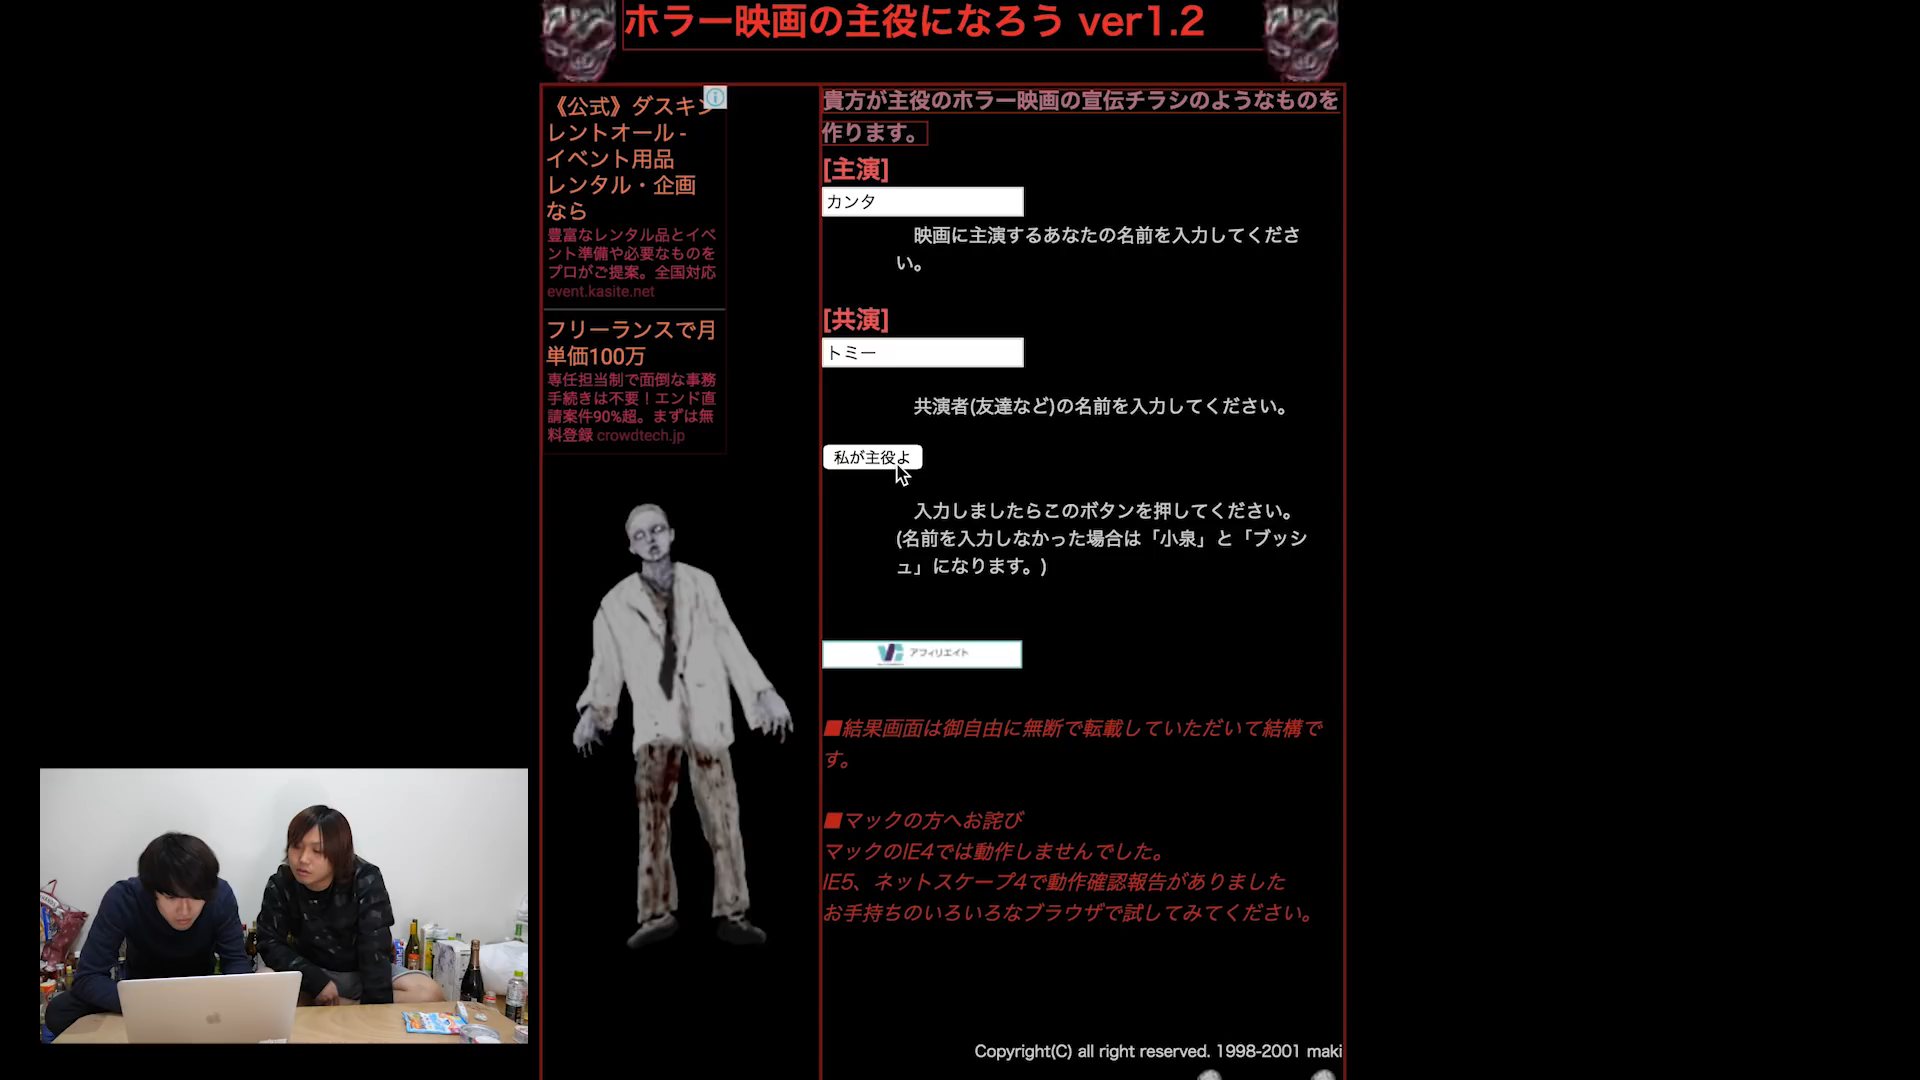 ホラー映画の主役になろう ver1.2
《公式》ダスキン
レントオール -
イベント用品
レンタル・企画
なら
豊富なレンタル品とイベ
ント準備や必要なものを
プロがご提案。全国対応
event.kasite.net
フリーランスで月
単価100万
専任担当制で面倒な事務
手続きは不要！エンド直
請案件90%超。まずは無
料登録 crowdtech.jp
貴方が主役のホラー映画の宣伝チラシのようなものを
作ります。
[主演]
カンタ
映画に主演するあなたの名前を入力してくださ
い。
[共演]
トミー
共演者(友達など)の名前を入力してください。
私が主役よ
入力しましたらこのボタンを押してください。
(名前を入力しなかった場合は「小泉」と「ブッシ
ュ」になります。)
アフィリエイト
■結果画面は御自由に無断で転載していただいて結構で
す。
■マックの方へお詫び
マックのIE4では動作しませんでした。
IE5、ネットスケープ4で動作確認報告がありました
お手持ちのいろいろなブラウザで試してみてください。
Copyright(C) all right reserved. 1998-2001 maki